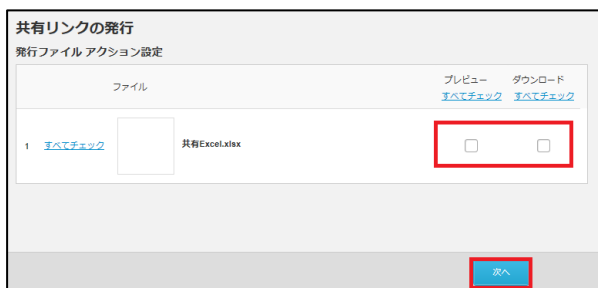 共有リンクの発行
発行ファイル アクション設定
ファイル プレビュー ダウンロード
すべてチェック すべてチェック
1 すべてチェック 共有Excel.xlsx
次へ